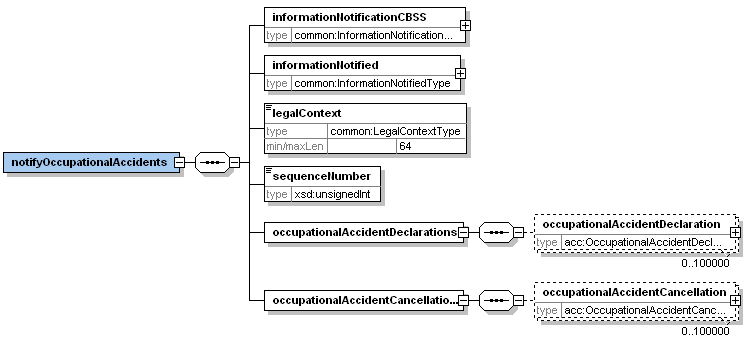 informationNotificationCBSS
type common:InformationNotification...
informationNotified
type common:InformationNotifiedType
legalContext
type common:LegalContextType
min/maxLen 64
notifyOccupationalAccidents
sequenceNumber
type xsd:unsignedInt
occupationalAccidentDeclarations
occupationalAccidentDeclaration
type acc:OccupationalAccidentDecl...
0..100000
occupationalAccidentCancellatio...
occupationalAccidentCancellation
type acc:OccupationalAccidentCanc...
0..100000